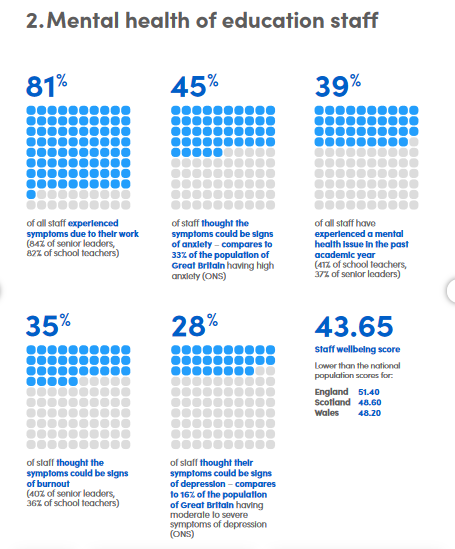 2. Mental health of education staff
81%
of all staff experienced
symptoms due to their work
(84% of senior leaders,
82% of school teachers)
45%
of staff thought the
symptoms could be signs
of anxiety – compares to
33% of the population of
Great Britain having high
anxiety (ONS)
39%
of all staff have
experienced a mental
health issue in the past
academic year
(41% of school teachers,
37% of senior leaders)
35%
of staff thought the
symptoms could be signs
of burnout
(40% of senior leaders,
36% of school teachers)
28%
of staff thought their
symptoms could be signs
of depression – compares
to 16% of the population
of Great Britain having
moderate to severe
symptoms of depression
(ONS)
43.65
Staff wellbeing score
Lower than the national
population scores for:
England 51.40
Scotland 48.60
Wales 48.20